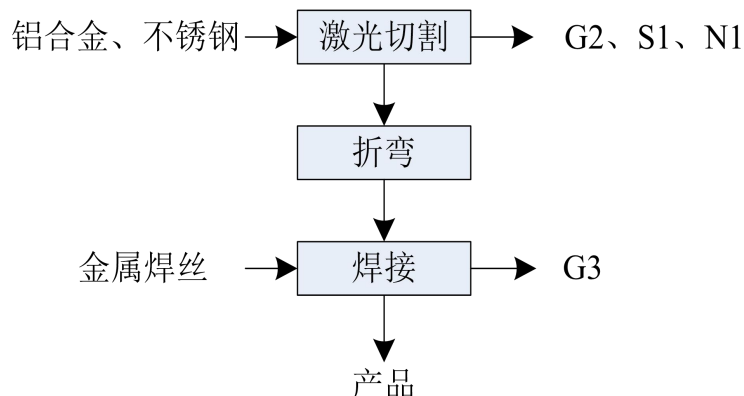 铝合金、不锈钢 激光切割 G2、S1、N1
折弯
金属焊丝 焊接 G3
产品